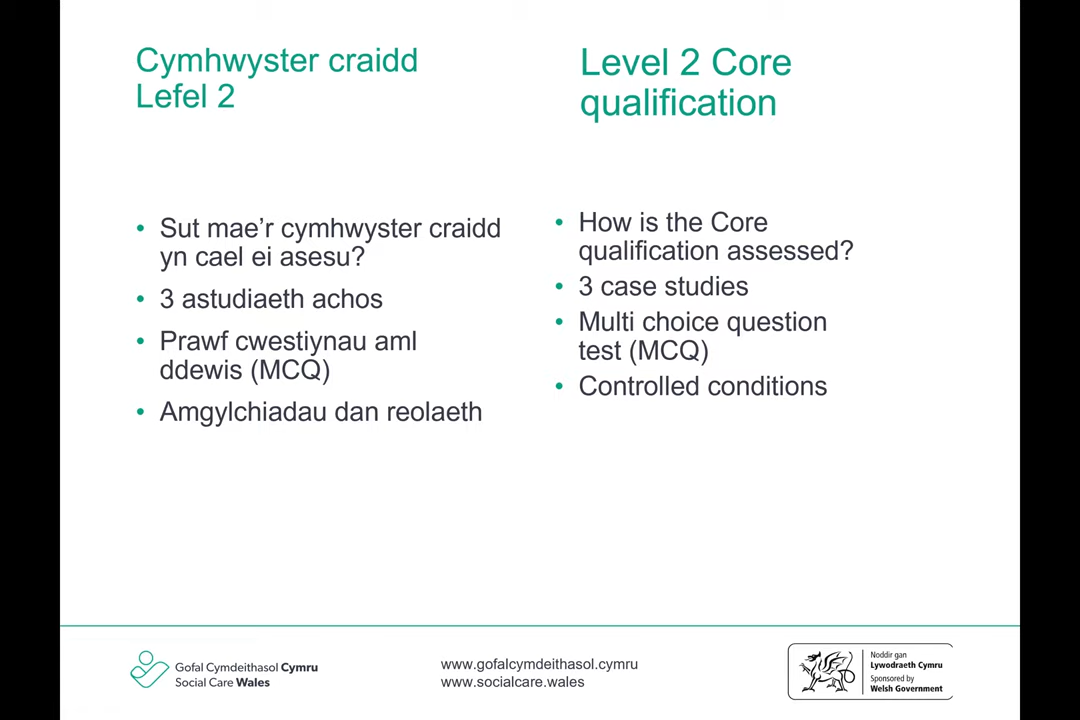 Cymhwyster craidd
Lefel 2
Level 2 Core
qualification
• Sut mae’r cymhwyster craidd
yn cael ei asesu?
• 3 astudiaeth achos
• Prawf cwestiynau aml
ddewis (MCQ)
• Amgylchiadau dan reolaeth
• How is the Core
qualification assessed?
• 3 case studies
• Multi choice question
test (MCQ)
• Controlled conditions
Gofal Cymdeithasol Cymru
Social Care Wales
www.gofalcymdeithasol.cymru
www.socialcare.wales
Noddir gan
Lywodraeth Cymru
Sponsored by
Welsh Government